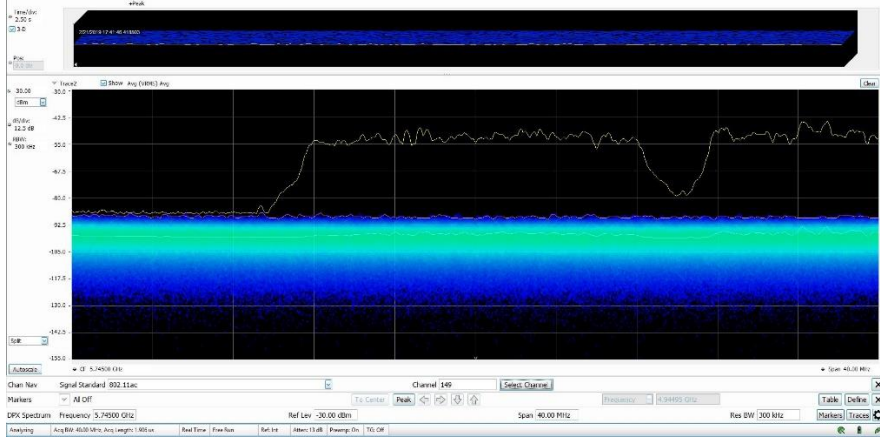 +Peak
Time/div:
2.50 s
3-D
25/1/2019 17:41:46
Pos:
Trace2 Show Avg (VRMS) Avg Clear
-30.00
dBm
dB/div:
12.5 dB
RBW:
300 kHz
-30.0
-42.5
-55.0
-67.5
-80.0
-92.5
-105.0
-117.5
-130.0
-142.5
-155.0
Split
Autoscale CF 5.74500 GHz Span 40.00 MHz
Chan Nav Signal Standard 802.11ac Channel 149 Select Channel X
Markers All Off To Center Peak Frequency Table Define X
DPX Spectrum Frequency 5.74500 GHz Ref Lev -30.00 dBm Span 40.00 MHz Res BW 300 kHz Markers Traces
Analyzing Acq BW: 40.00 MHz, Acq Length: Real Time Free Run Ref: Int Atten: 13 dB Preamp: On TG: Off